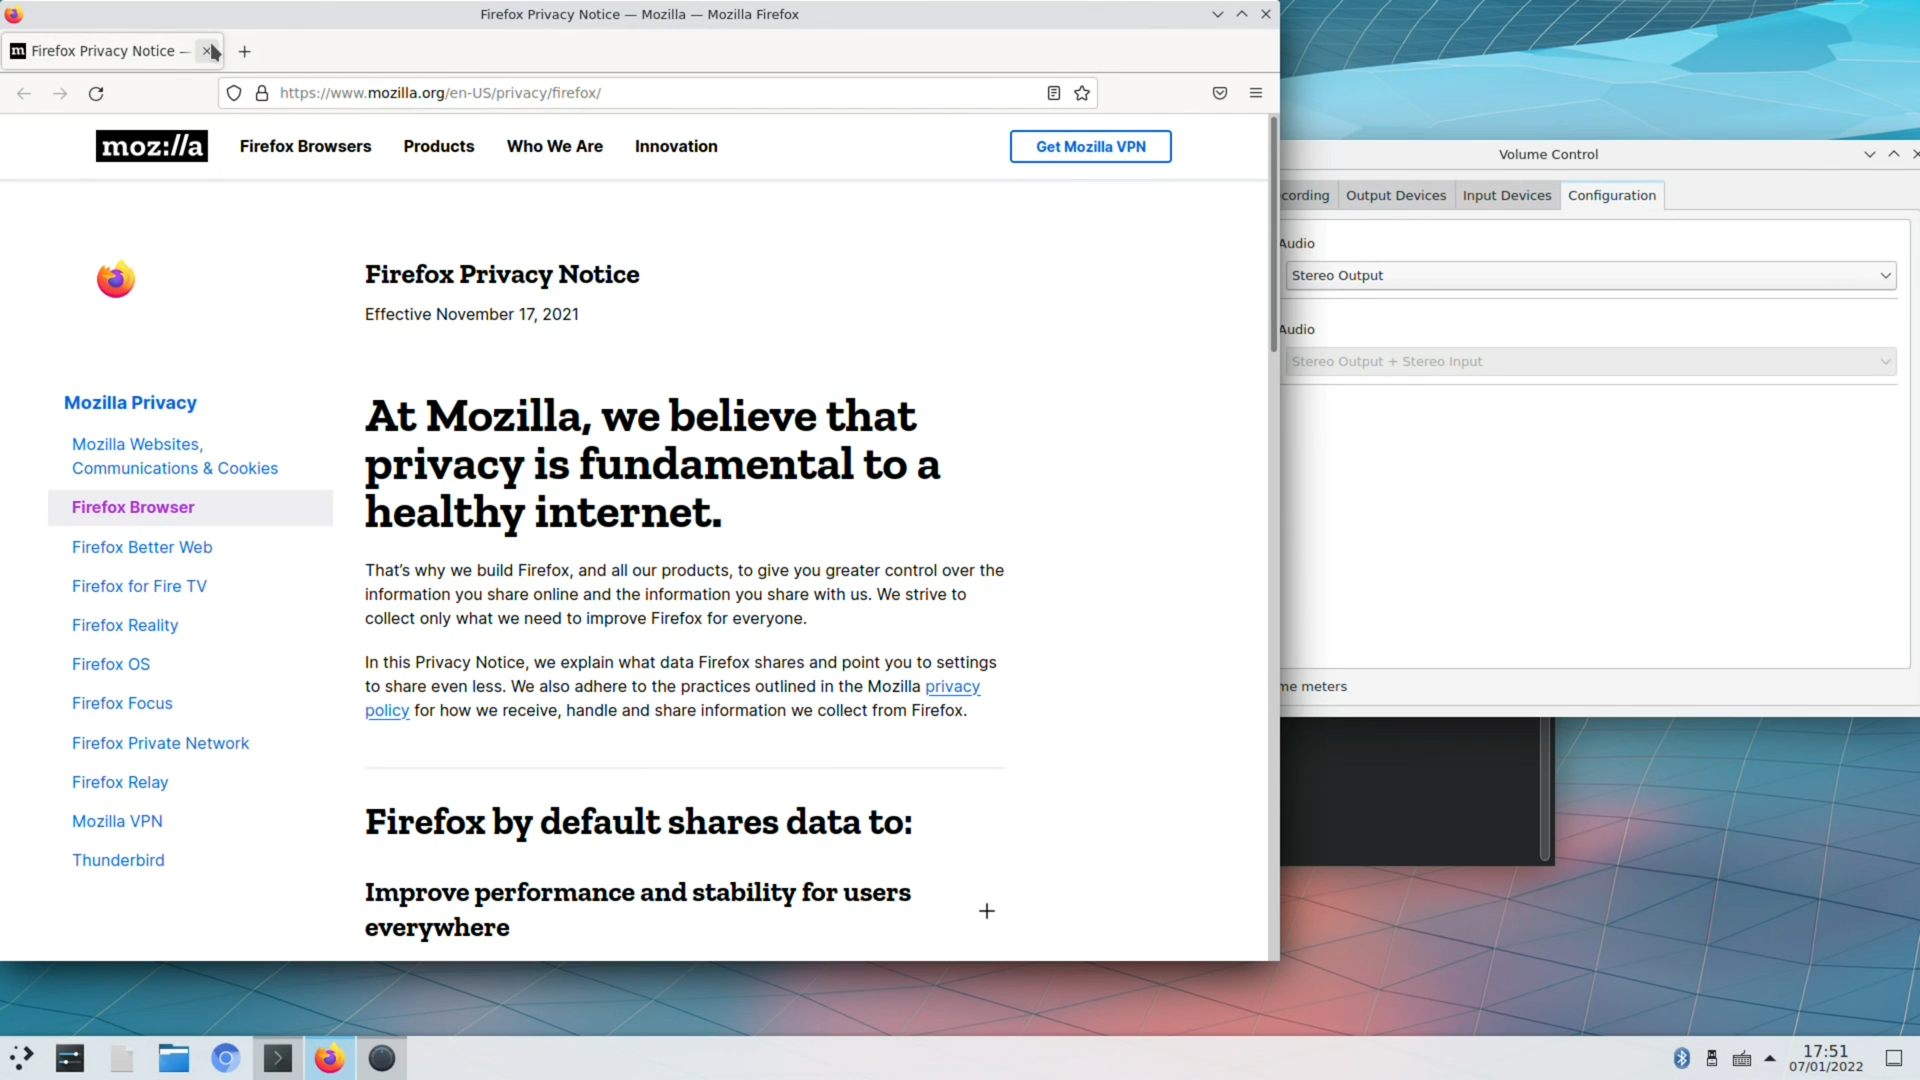 Firefox Privacy Notice — Mozilla — Mozilla Firefox
Firefox Privacy Notice —
https://www.mozilla.org/en-US/privacy/firefox/
moz://a
Firefox Browsers
Products
Who We Are
Innovation
Get Mozilla VPN
Firefox Privacy Notice
Effective November 17, 2021
Mozilla Privacy
Mozilla Websites,
Communications & Cookies
Firefox Browser
Firefox Better Web
Firefox for Fire TV
Firefox Reality
Firefox OS
Firefox Focus
Firefox Private Network
Firefox Relay
Mozilla VPN
Thunderbird
At Mozilla, we believe that
privacy is fundamental to a
healthy internet.
That’s why we build Firefox, and all our products, to give you greater control over the
information you share online and the information you share with us. We strive to
collect only what we need to improve Firefox for everyone.
In this Privacy Notice, we explain what data Firefox shares and point you to settings
to share even less. We also adhere to the practices outlined in the Mozilla privacy
policy for how we receive, handle and share information we collect from Firefox.
Firefox by default shares data to:
Improve performance and stability for users
everywhere
Volume Control
cording
Output Devices
Input Devices
Configuration
Audio
Stereo Output
Audio
Stereo Output + Stereo Input
me meters
17:51
07/01/2022